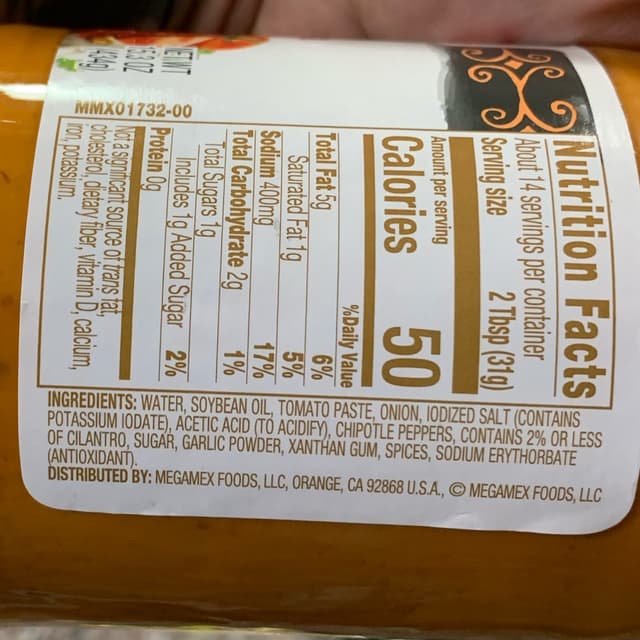 Nutrition Facts
About 14 servings per container
Serving size 2 Tbsp (31g)
Amount per serving
Calories 50
%Daily Value
Total Fat 5g 6%
Saturated Fat 1g 5%
Sodium 400mg 17%
Total Carbohydrate 2g 1%
Total Sugars 1g
Includes 1g Added Sugar 2%
Protein 0g
Not a significant source of trans fat,
cholesterol, dietary fiber, vitamin D, calcium,
iron, potassium.
INGREDIENTS: WATER, SOYBEAN OIL, TOMATO PASTE, ONION, IODIZED SALT (CONTAINS
POTASSIUM IODATE), ACETIC ACID (TO ACIDIFY), CHIPOTLE PEPPERS, CONTAINS 2% OR LESS
OF CILANTRO, SUGAR, GARLIC POWDER, XANTHAN GUM, SPICES, SODIUM ERYTHORBATE
(ANTIOXIDANT).
DISTRIBUTED BY: MEGAMEX FOODS, LLC, ORANGE, CA 92868 U.S.A., © MEGAMEX FOODS, LLC
MMX01732-00
NET WT
(434g)